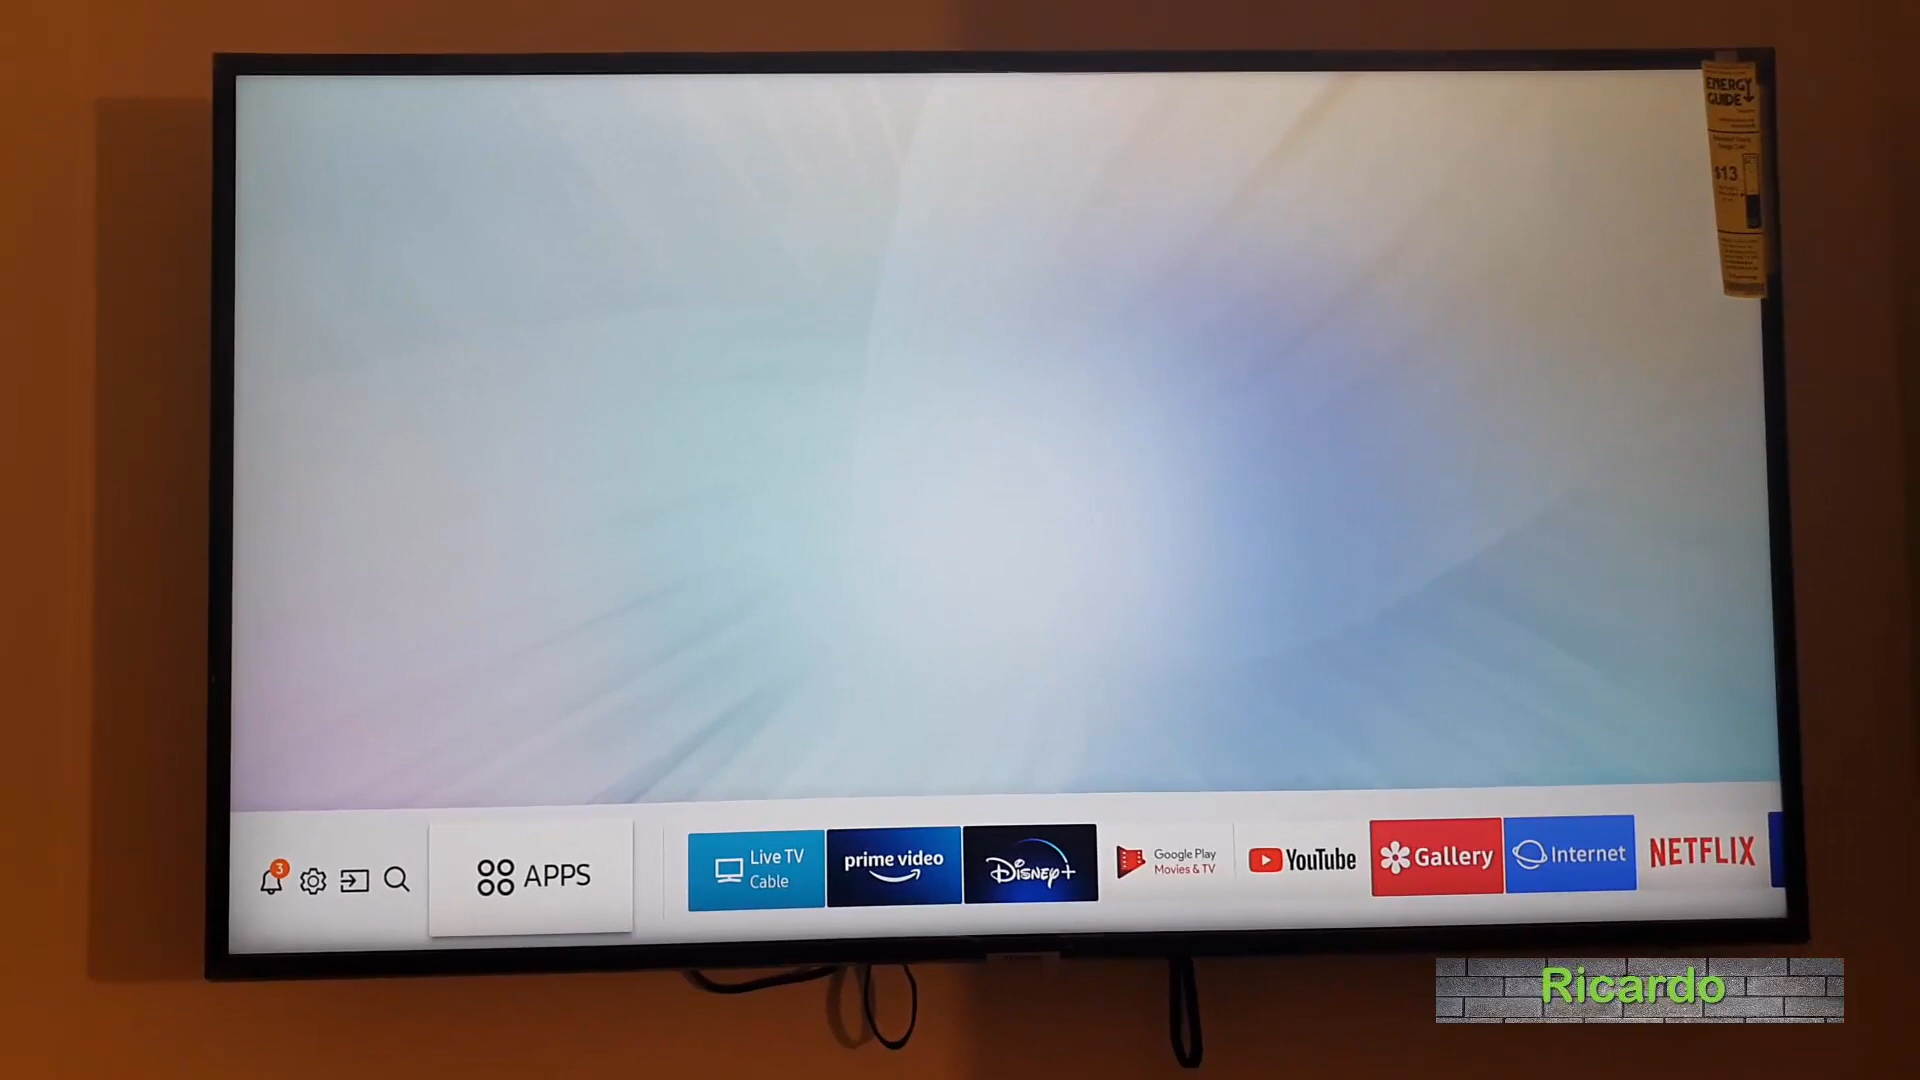 ENERGY
GUIDE
$13
3
APPS
Live TV
Cable
prime video
Disney+
Google Play
Movies & TV
YouTube
Gallery
Internet
NETFLIX
Ricardo